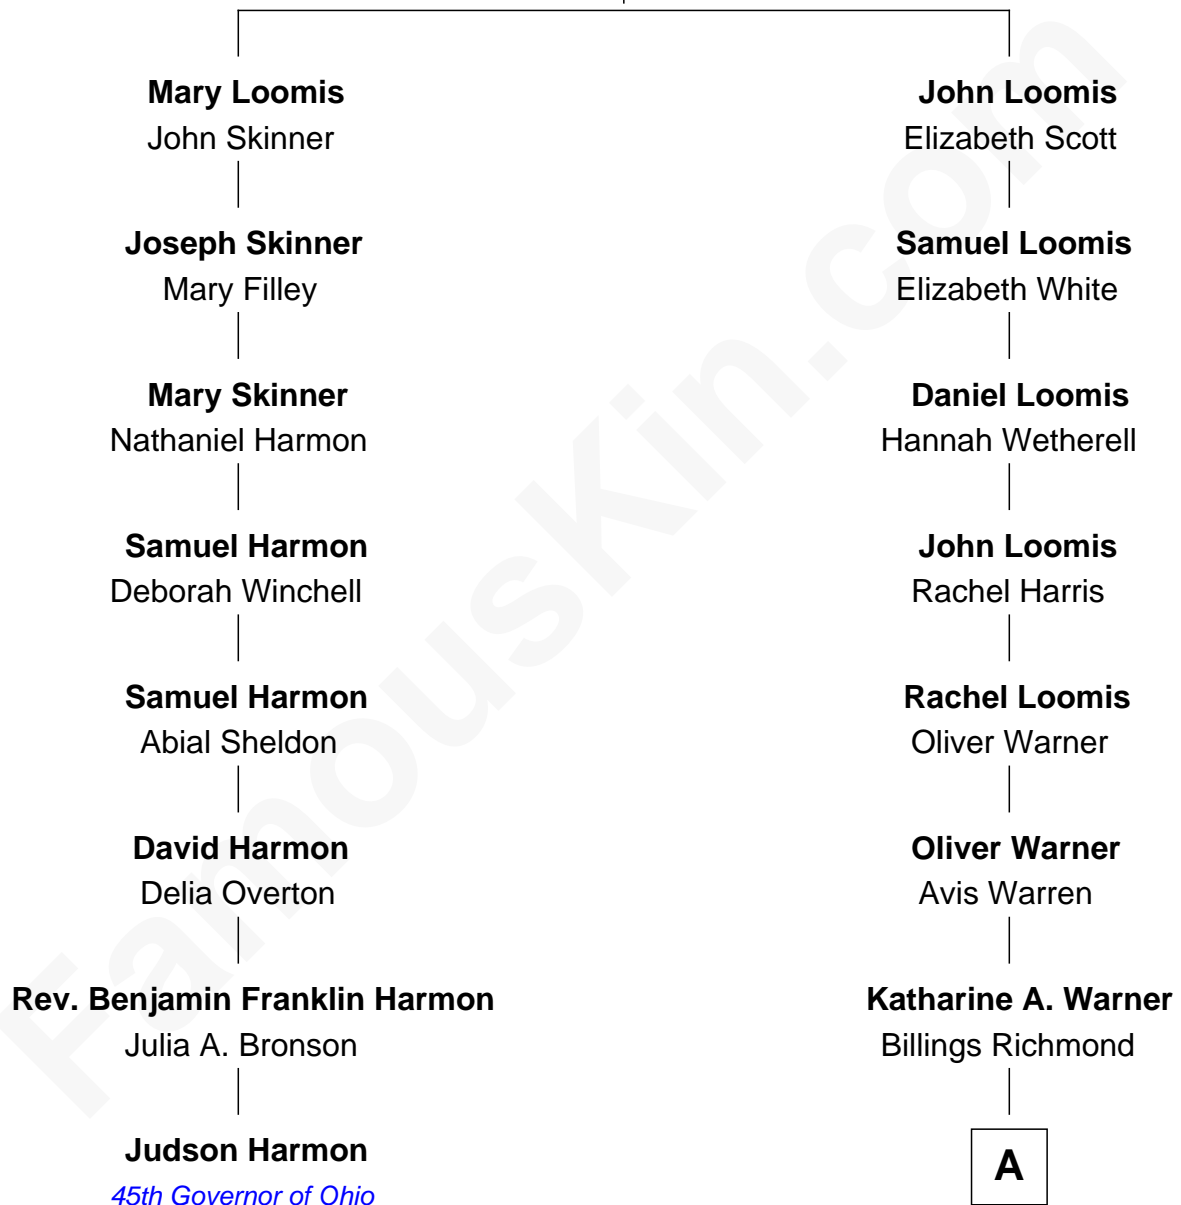 Mary Loomis
John Skinner
John Loomis
Elizabeth Scott
Joseph Skinner
Mary Filley
Samuel Loomis
Elizabeth White
Mary Skinner
Nathaniel Harmon
Daniel Loomis
Hannah Wetherell
Samuel Harmon
Deborah Winchell
John Loomis
Rachel Harris
Samuel Harmon
Abial Sheldon
Rachel Loomis
Oliver Warner
David Harmon
Delia Overton
Oliver Warner
Avis Warren
Rev. Benjamin Franklin Harmon
Julia A. Bronson
Katharine A. Warner
Billings Richmond
Judson Harmon
45th Governor of Ohio
A
FamousKin.com